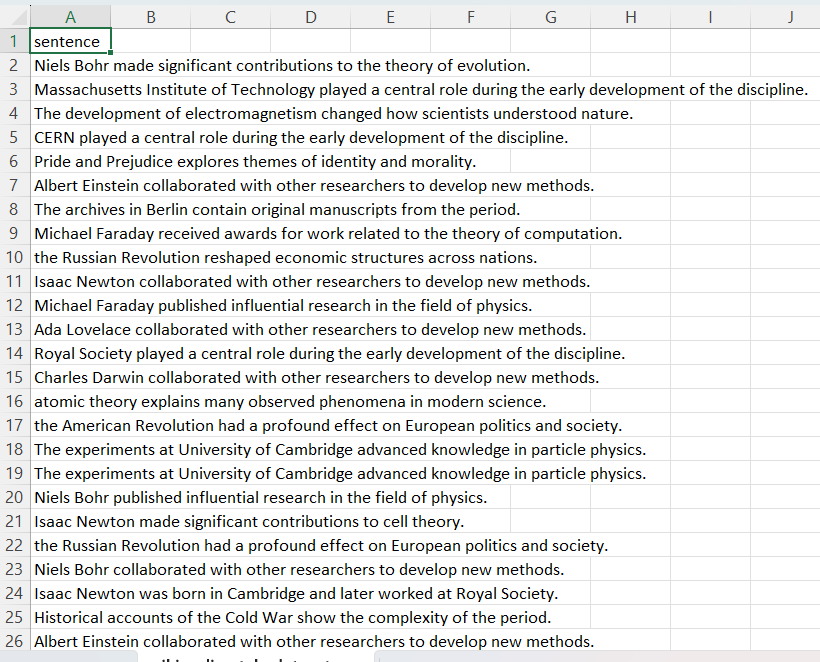 A B C D E F G H I J
1 sentence
2 Niels Bohr made significant contributions to the theory of evolution.
3 Massachusetts Institute of Technology played a central role during the early development of the discipline.
4 The development of electromagnetism changed how scientists understood nature.
5 CERN played a central role during the early development of the discipline.
6 Pride and Prejudice explores themes of identity and morality.
7 Albert Einstein collaborated with other researchers to develop new methods.
8 The archives in Berlin contain original manuscripts from the period.
9 Michael Faraday received awards for work related to the theory of computation.
10 the Russian Revolution reshaped economic structures across nations.
11 Isaac Newton collaborated with other researchers to develop new methods.
12 Michael Faraday published influential research in the field of physics.
13 Ada Lovelace collaborated with other researchers to develop new methods.
14 Royal Society played a central role during the early development of the discipline.
15 Charles Darwin collaborated with other researchers to develop new methods.
16 atomic theory explains many observed phenomena in modern science.
17 the American Revolution had a profound effect on European politics and society.
18 The experiments at University of Cambridge advanced knowledge in particle physics.
19 The experiments at University of Cambridge advanced knowledge in particle physics.
20 Niels Bohr published influential research in the field of physics.
21 Isaac Newton made significant contributions to cell theory.
22 the Russian Revolution had a profound effect on European politics and society.
23 Niels Bohr collaborated with other researchers to develop new methods.
24 Isaac Newton was born in Cambridge and later worked at Royal Society.
25 Historical accounts of the Cold War show the complexity of the period.
26 Albert Einstein collaborated with other researchers to develop new methods.